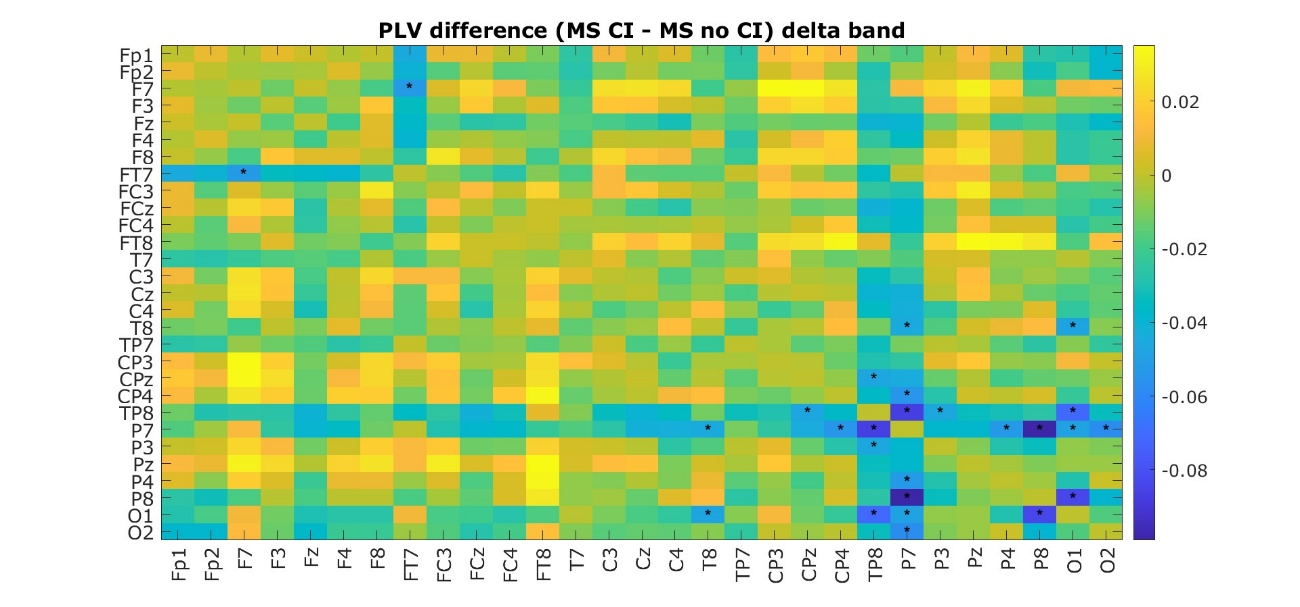 PLV difference (MS CI - MS no CI) delta band
Fp1
Fp2
F7
F3
Fz
F4
F8
FT7
FC3
FCz
FC4
FT8
T7
C3
Cz
C4
T8
TP7
CP3
CPz
CP4
TP8
P7
P3
Pz
P4
P8
O1
O2
Fp1 Fp2 F7 F3 Fz F4 F8 FT7 FC3 FCz FC4 FT8 T7 C3 Cz C4 T8 TP7 CP3 CPz CP4 TP8 P7 P3 Pz P4 P8 O1 O2
0.02
0
-0.02
-0.04
-0.06
-0.08